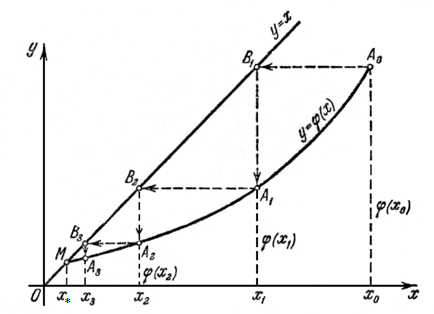 y
y=x
B₁
A₀
y=φ(x)
B₂
A₁
φ(x₀)
B₃
M
A₃
A₂
φ(x₂)
φ(x₁)
O
x*
x₃
x₂
x₁
x₀
x